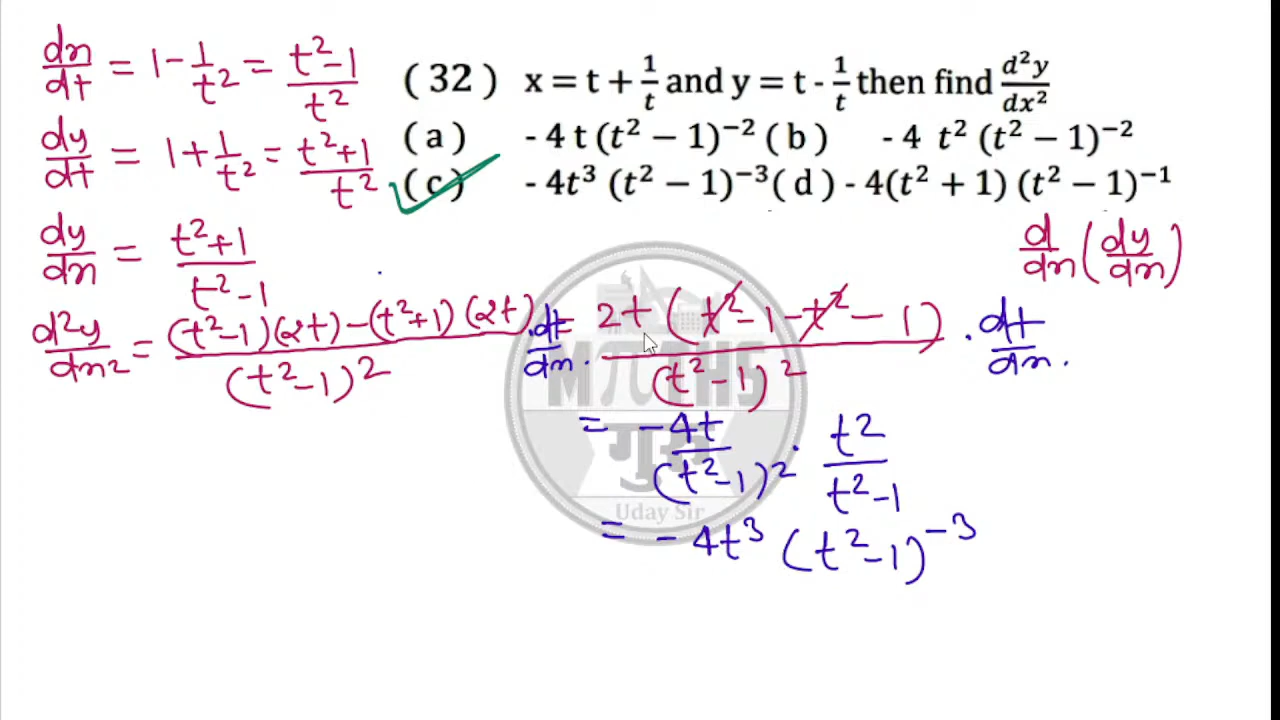 dx/dt = 1 - 1/t² = (t²-1)/t²
(32) x = t + 1/t and y = t - 1/t then find d²y/dx²
dy/dt = 1 + 1/t² = (t²+1)/t²
(a) - 4 t (t² − 1)⁻² (b) - 4 t² (t² − 1)⁻²
(c) - 4t³ (t² − 1)⁻³ (d) - 4(t² + 1) (t² − 1)⁻¹
dy/dx = (t²+1)/(t²-1)
d/dx (dy/dx)
d²y/dx² = ((t²-1)(2t) - (t²+1)(2t))/(t²-1)² . dt/dx . = 2t(t²-1-t²-1)/(t²-1)² . dt/dx .
= -4t/(t²-1)² . t²/(t²-1)
= -4t³ (t²-1)⁻³
MΠTHS
गुरु
Uday Sir